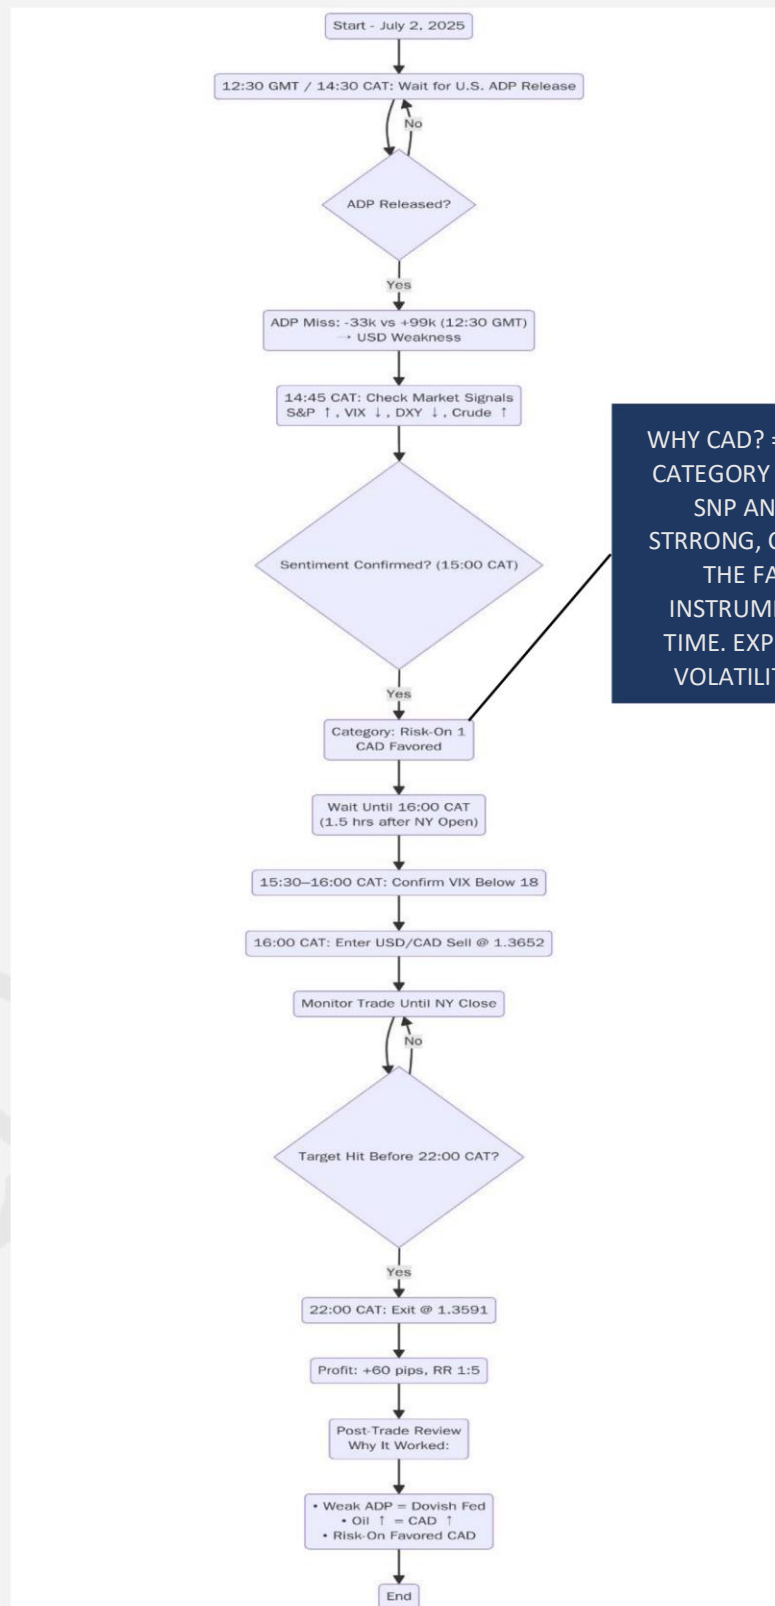 Start - July 2, 2025
12:30 GMT / 14:30 CAT: Wait for U.S. ADP Release
No
ADP Released?
Yes
ADP Miss: -33k vs +99k (12:30 GMT)
→ USD Weakness
14:45 CAT: Check Market Signals
S&P ↑, VIX ↓, DXY ↓, Crude ↑
Sentiment Confirmed? (15:00 CAT)
Yes
Category: Risk-On 1
CAD Favored
WHY CAD? =
CATEGORY
SNP
STRRONG,
THE
TIME.
Wait Until 16:00 CAT
(1.5 hrs after NY Open)
15:30–16:00 CAT: Confirm VIX Below 18
16:00 CAT: Enter USD/CAD Sell @ 1.3652
Monitor Trade Until NY Close
No
Target Hit Before 22:00 CAT?
Yes
22:00 CAT: Exit @ 1.3591
Profit: +60 pips, RR 1:5
Post-Trade Review
Why It Worked:
• Weak ADP = Dovish Fed
• Oil ↑ = CAD ↑
• Risk-On Favored CAD
End